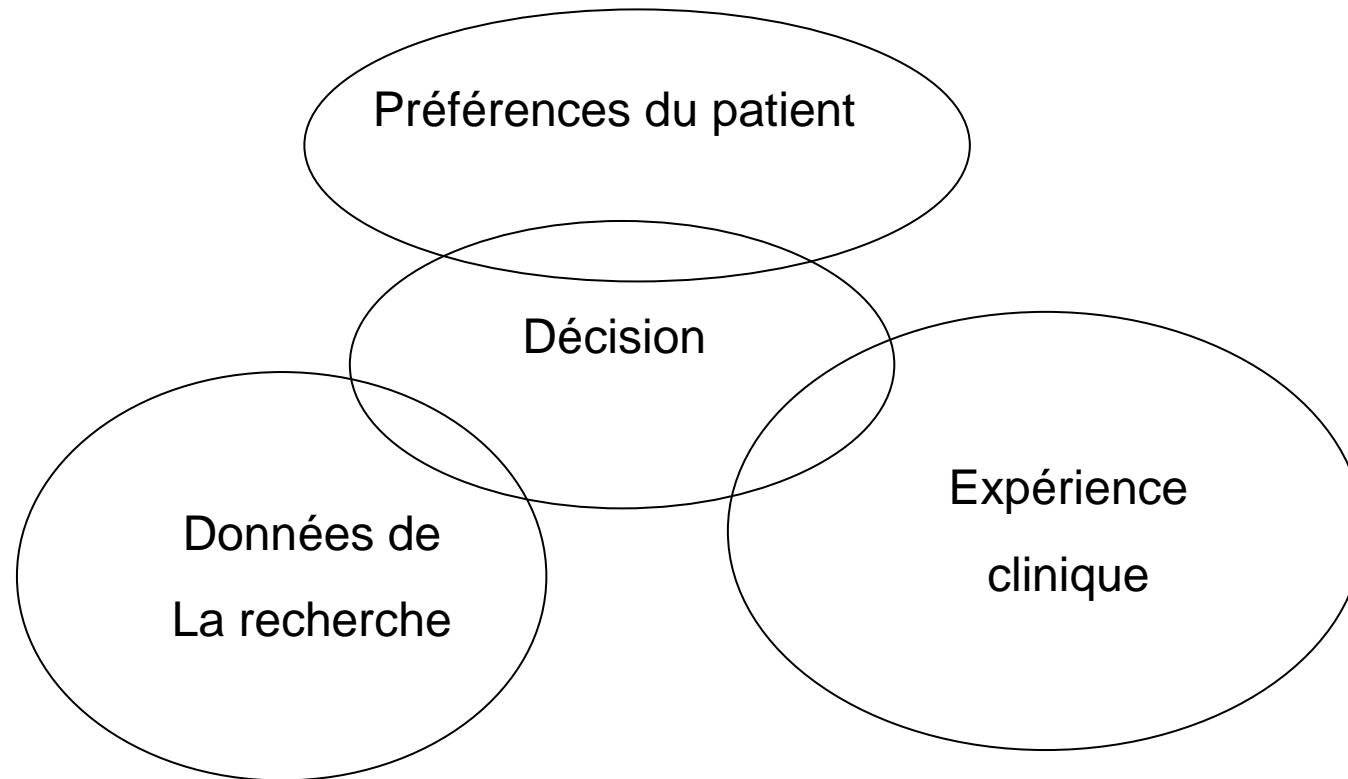 Préférences du patient
Décision
Données de
La recherche
Expérience
clinique